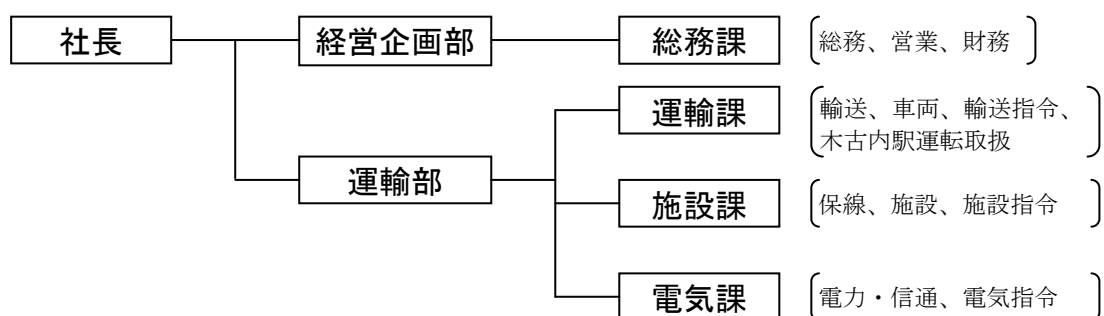 社長
経営企画部
総務課
総務、営業、財務
運輸課
輸送、車両、輸送指令、
木古内駅運転取扱
運輸部
施設課
保線、施設、施設指令
電気課
電力・信通、電気指令